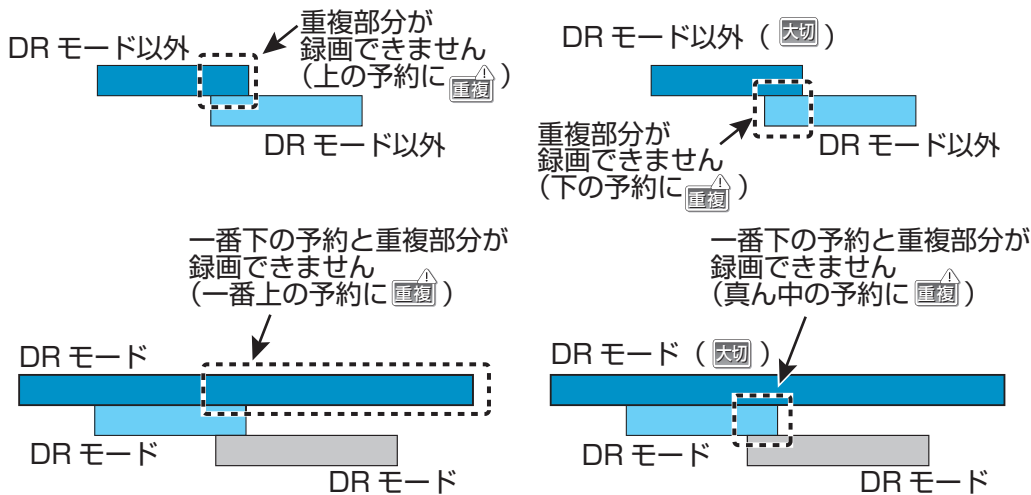 重複部分が
録画できません
（上の予約に 重複 ）
DR モード以外
DR モード以外
DR モード以外（ 大切 ）
重複部分が
録画できません
（下の予約に 重複 ）
DR モード以外
一番下の予約と重複部分が
録画できません
（一番上の予約に 重複 ）
DR モード
DR モード
DR モード
一番下の予約と重複部分が
録画できません
（真ん中の予約に 重複 ）
DR モード（ 大切 ）
DR モード
DR モード